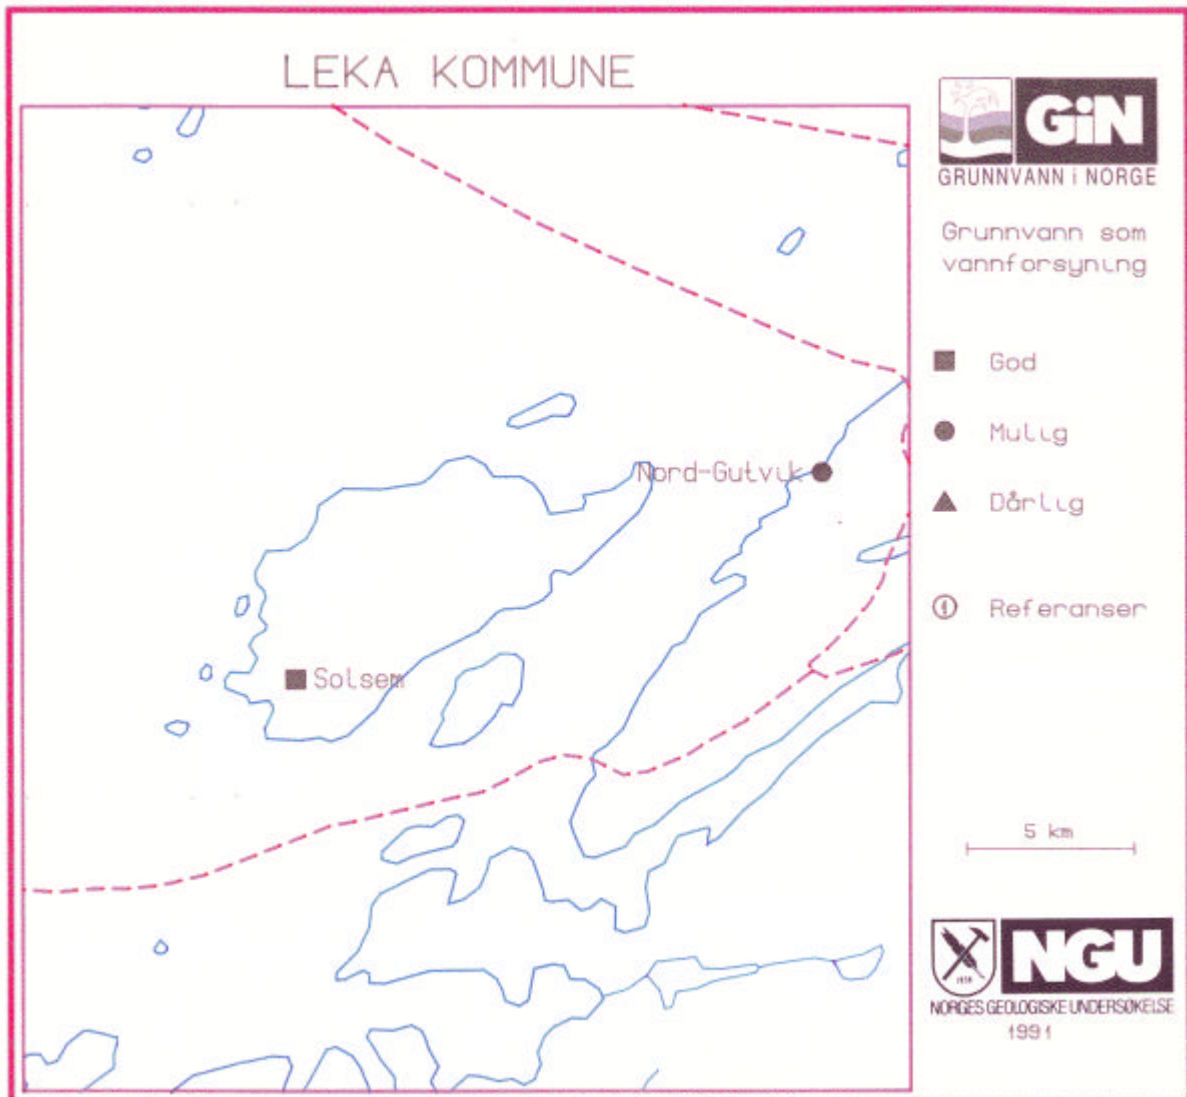 LEKA KOMMUNE
GiN
GRUNNVANN i NORGE
Grunnvann som
vannforsyning
God
Mulig
Dårlig
1 Referanser
Nord-Gutvik
Solsem
5 km
NGU
NORGES GEOLOGISKE UNDERSØKELSE
1991